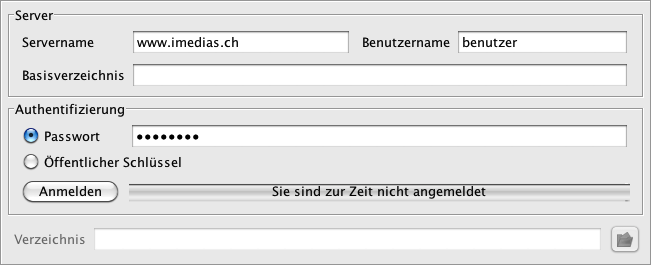 Server
Servername www.imedias.ch Benutzername benutzer
Basisverzeichnis
Authentifizierung
Passwort ••••••••
Öffentlicher Schlüssel
Anmelden Sie sind zur Zeit nicht angemeldet
Verzeichnis